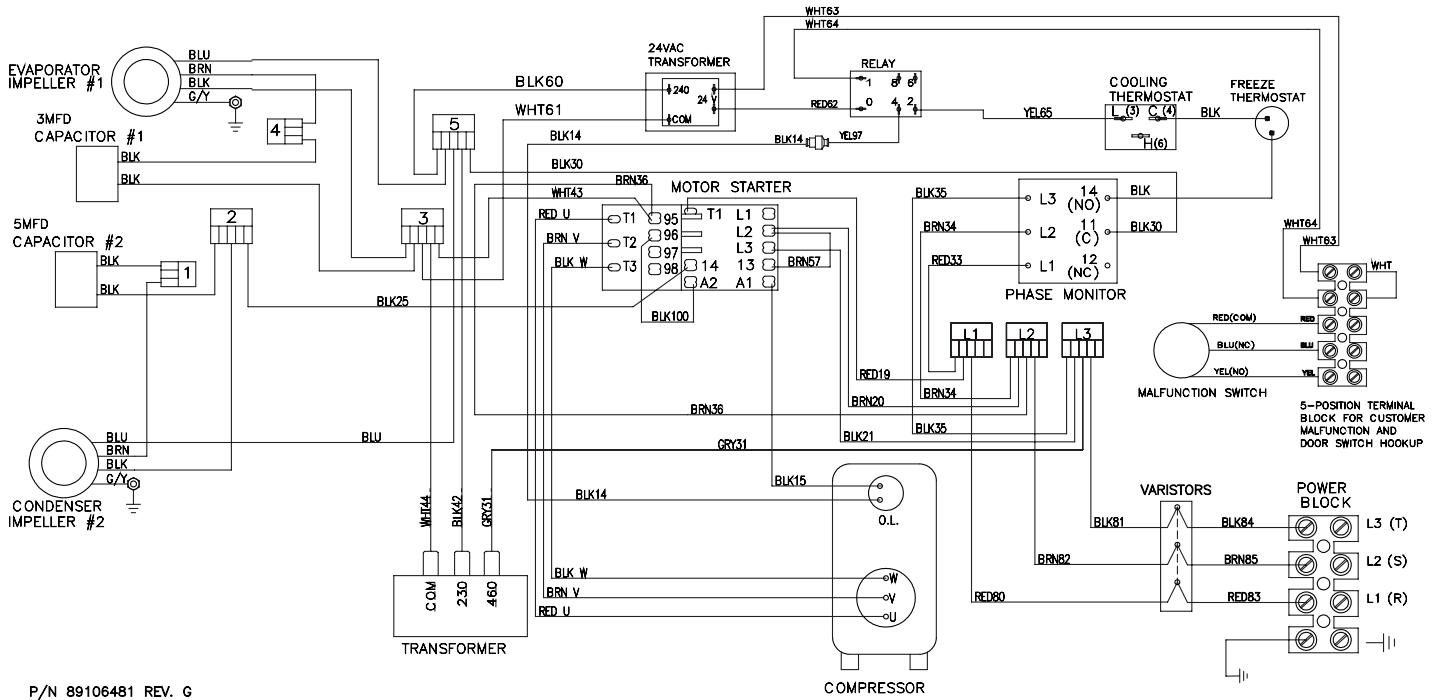 WHT63
WHT64
24VAC
TRANSFORMER
240
24 V
COM
RELAY
1 8 6
0 4 2
RED62
YEL65
COOLING
THERMOSTAT
L (3) C (4)
H(6)
BLK
FREEZE
THERMOSTAT
EVAPORATOR
IMPELLER #1
BLU
BRN
BLK
G/Y
BLK60
WHT61
BLK14
BLK14
YEL97
3MFD
CAPACITOR #1
BLK
BLK
4
5
BLK30
BRN36
WHT43
MOTOR STARTER
RED U
BRN V
BLK W
T1
T2
T3
95
96
97
98
T1
L1
L2
L3
14
13
A2
A1
BRN57
BLK100
BLK35
BRN34
RED33
L3
L2
L1
14
(NO)
11
(C)
12
(NC)
BLK
BLK30
PHASE MONITOR
WHT64
WHT63
WHT
5MFD
CAPACITOR #2
BLK
BLK
2
3
1
BLK25
L1
L2
L3
RED(COM)
RED
BLU(NC)
BLU
YEL(NO)
YEL
MALFUNCTION SWITCH
5-POSITION TERMINAL
BLOCK FOR CUSTOMER
MALFUNCTION AND
DOOR SWITCH HOOKUP
RED19
BRN34
BRN20
BRN36
BLK35
BLK21
GRY31
BLU
BLU
BRN
BLK
G/Y
CONDENSER
IMPELLER #2
WHT44
BLK42
GRY31
BLK14
BLK15
O.L.
VARISTORS
POWER
BLOCK
BLK81
BLK84
L3 (T)
BRN82
BRN85
L2 (S)
RED80
RED83
L1 (R)
COM
230
460
TRANSFORMER
BLK W
BRN V
RED U
W
V
U
COMPRESSOR
P/N 89106481 REV. G